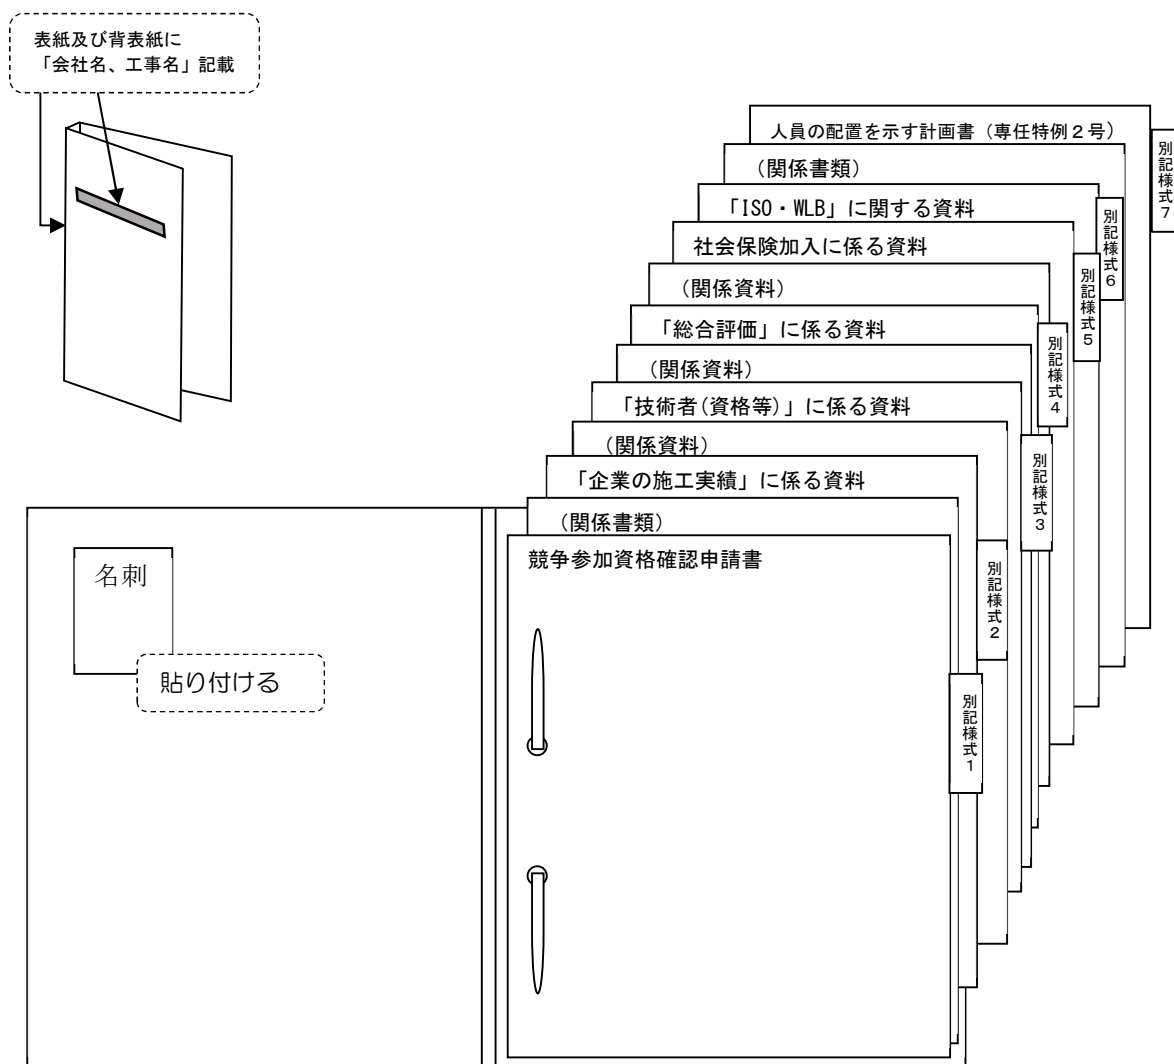 表紙及び背表紙に
「会社名、工事名」記載
人員の配置を示す計画書（専任特例２号）
（関係書類）
「ISO・WLB」に関する資料
社会保険加入に係る資料
（関係資料）
「総合評価」に係る資料
（関係資料）
「技術者(資格等)」に係る資料
（関係資料）
「企業の施工実績」に係る資料
（関係書類）
競争参加資格確認申請書
別記様式７
別記様式６
別記様式５
別記様式４
別記様式３
別記様式２
別記様式１
名刺
貼り付ける